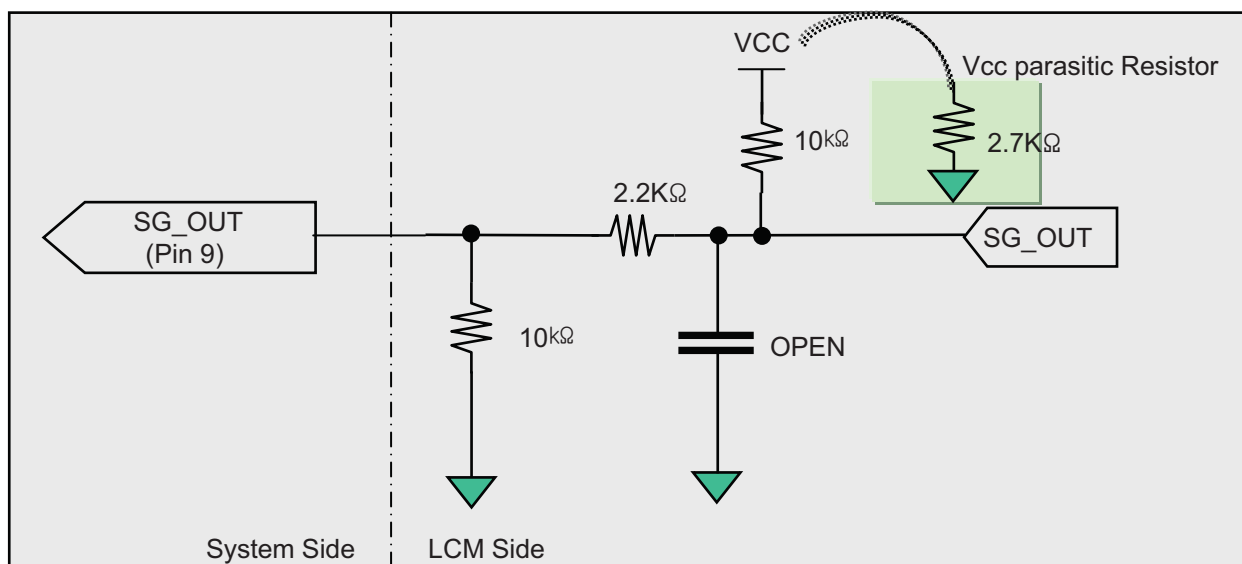 VCC
Vcc parasitic Resistor
10kΩ
2.7KΩ
2.2KΩ
SG_OUT
(Pin 9)
SG_OUT
10kΩ
OPEN
System Side
LCM Side